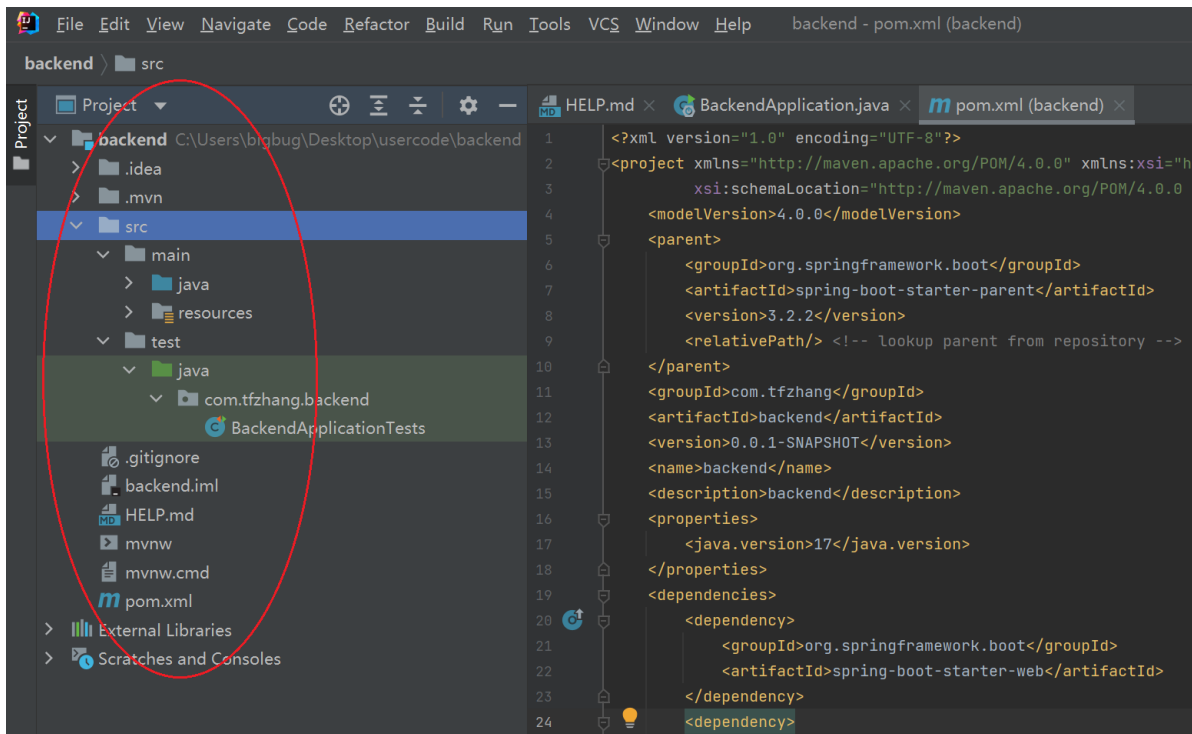 File Edit View Navigate Code Refactor Build Run Tools VCS Window Help backend - pom.xml (backend)
backend src
Project
Project
backend C:\Users\bigbug\Desktop\usercode\backend
.idea
.mvn
src
main
java
resources
test
java
com.tfzhang.backend
BackendApplicationTests
.gitignore
backend.iml
HELP.md
mvnw
mvnw.cmd
pom.xml
External Libraries
Scratches and Consoles
HELP.md BackendApplication.java pom.xml (backend)
1 <?xml version="1.0" encoding="UTF-8"?>
2 <project xmlns="http://maven.apache.org/POM/4.0.0" xmlns:xsi="h
3 xsi:schemaLocation="http://maven.apache.org/POM/4.0.0
4 <modelVersion>4.0.0</modelVersion>
5 <parent>
6 <groupId>org.springframework.boot</groupId>
7 <artifactId>spring-boot-starter-parent</artifactId>
8 <version>3.2.2</version>
9 <relativePath/> <!-- lookup parent from repository -->
10 </parent>
11 <groupId>com.tfzhang</groupId>
12 <artifactId>backend</artifactId>
13 <version>0.0.1-SNAPSHOT</version>
14 <name>backend</name>
15 <description>backend</description>
16 <properties>
17 <java.version>17</java.version>
18 </properties>
19 <dependencies>
20 <dependency>
21 <groupId>org.springframework.boot</groupId>
22 <artifactId>spring-boot-starter-web</artifactId>
23 </dependency>
24 <dependency>